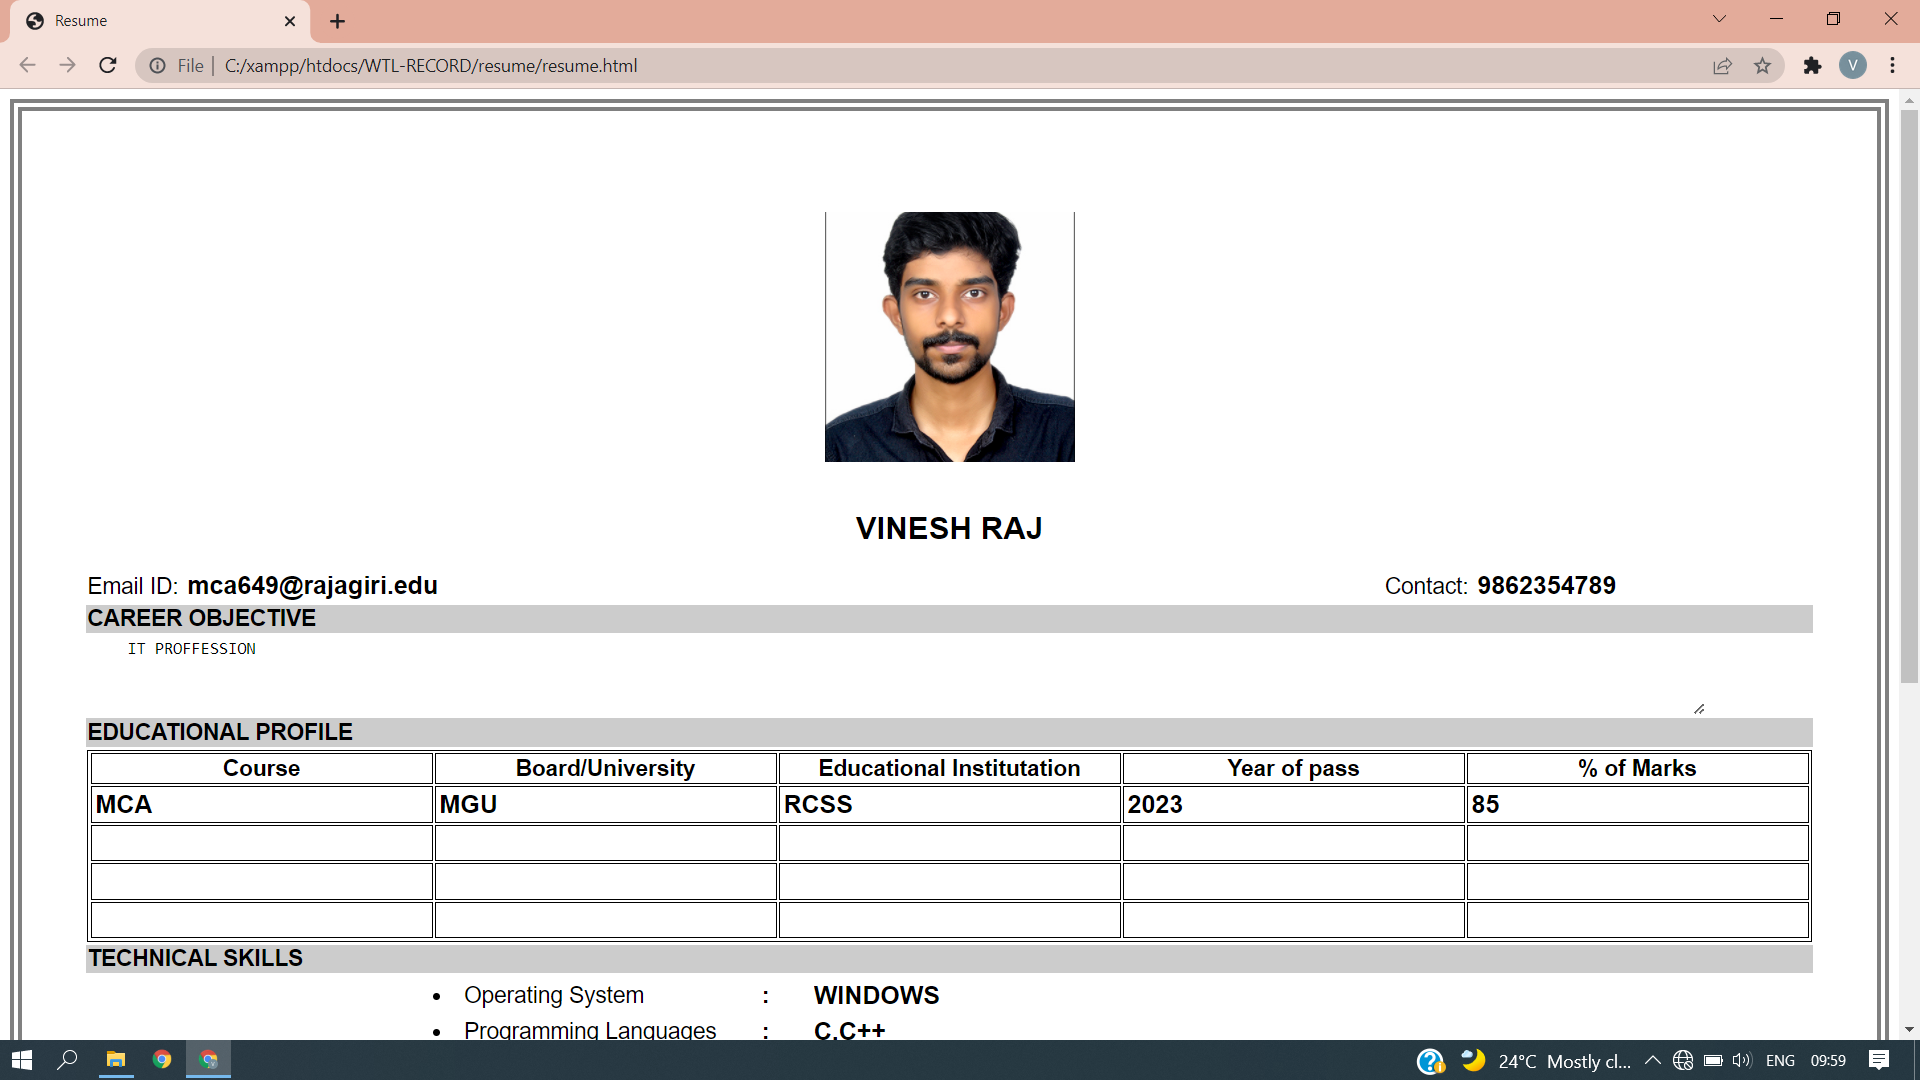 Resume
File
C:/xampp/htdocs/WTL-RECORD/resume/resume.html
V
VINESH RAJ
Email ID: mca649@rajagiri.edu Contact: 9862354789
CAREER OBJECTIVE
IT PROFFESSION
EDUCATIONAL PROFILE
Course Board/University Educational Institutation Year of pass % of Marks
MCA MGU RCSS 2023 85
TECHNICAL SKILLS
• Operating System : WINDOWS
• Programming Languages : C,C++
24°C Mostly cl... ENG 09:59